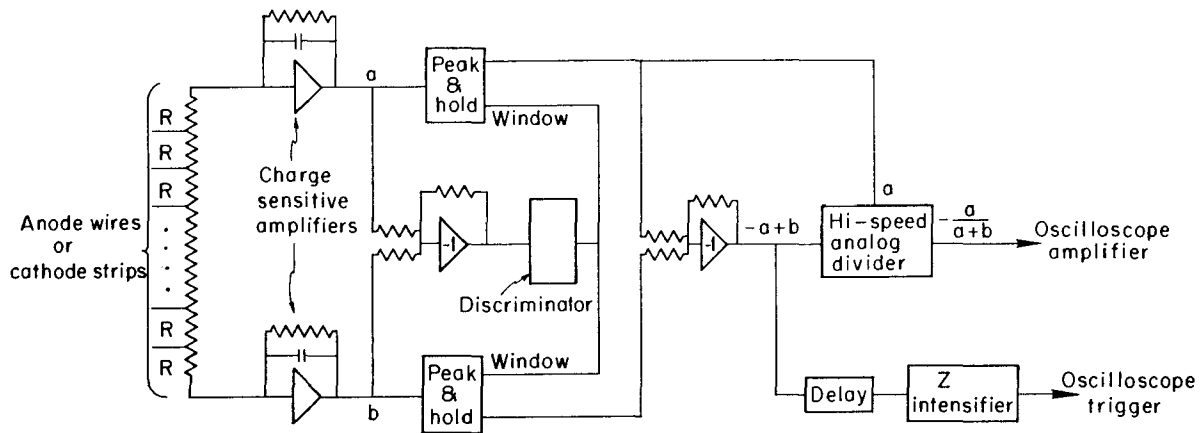 R
R
R
R
R
Anode wires
or
cathode strips
Charge
sensitive
amplifiers
a
b
Peak
&
hold
Window
-1
Discriminator
Window
Peak
&
hold
-1
-a+b
a
Hi-speed
analog
divider
-a/a+b
Oscilloscope
amplifier
Delay
Z
intensifier
Oscilloscope
trigger